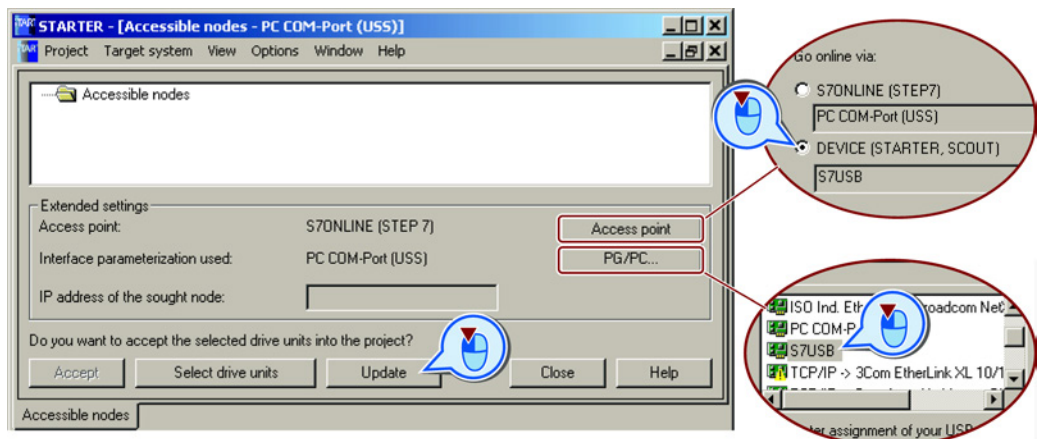 STARTER - [Accessible nodes - PC COM-Port (USS)]
Project Target system View Options Window Help
Accessible nodes
Extended settings
Access point: S7ONLINE (STEP 7) Access point
Interface parameterization used: PC COM-Port (USS) PG/PC...
IP address of the sought node:
Do you want to accept the selected drive units into the project?
Accept Select drive units Update Close Help
Accessible nodes
Go online via:
S7ONLINE (STEP7)
PC COM-Port (USS)
DEVICE (STARTER, SCOUT)
S7USB
ISO Ind.
PC COM-P
S7USB
TCP/IP -> 3Com EtherLink XL 10/1
assignment of your USB